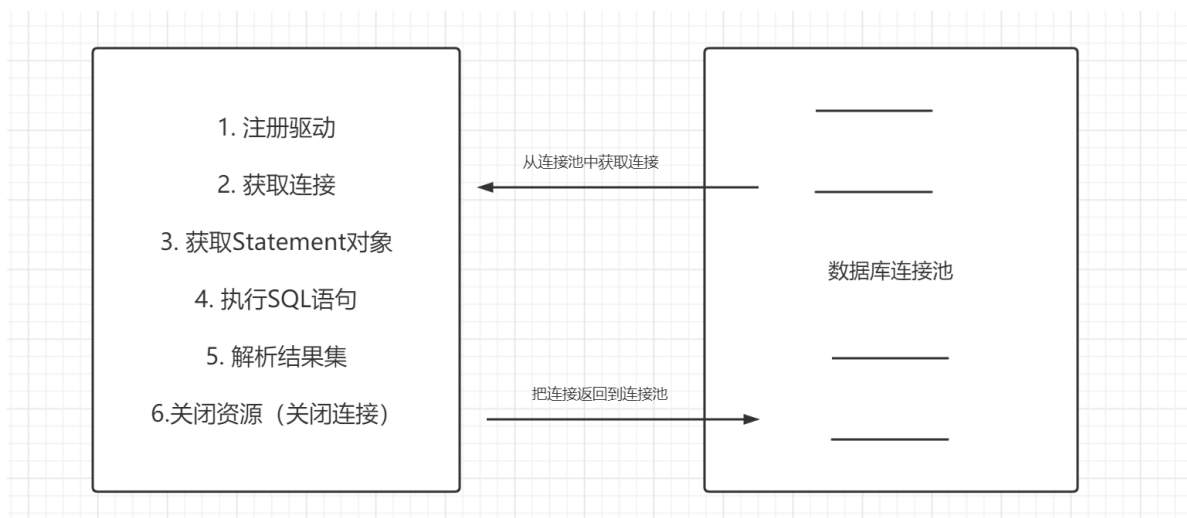 1. 注册驱动
2. 获取连接
3. 获取Statement对象
4. 执行SQL语句
5. 解析结果集
6.关闭资源（关闭连接）
从连接池中获取连接
把连接返回到连接池
数据库连接池